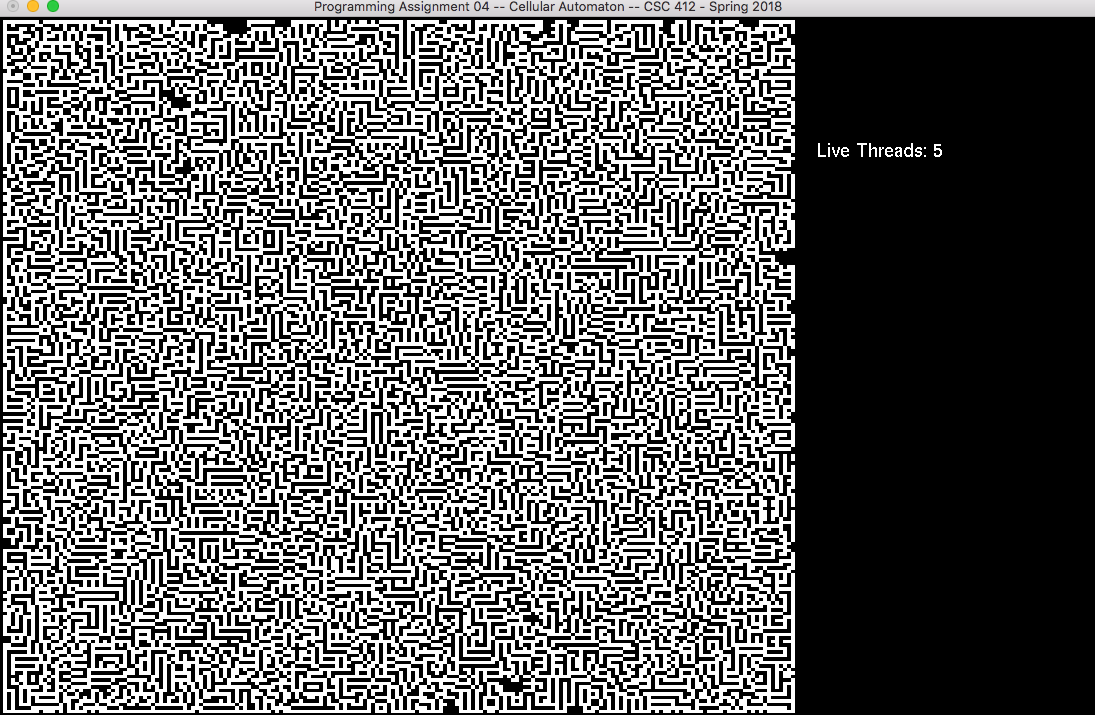 Programming Assignment 04 -- Cellular Automaton -- CSC 412 - Spring 2018
Live Threads: 5